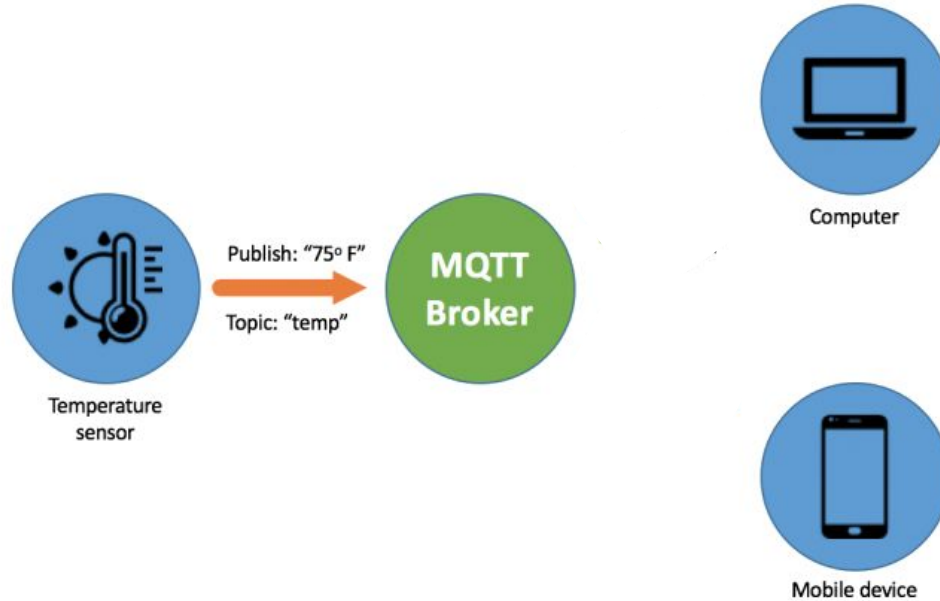 Computer
Publish: “75º F”
MQTT
Broker
Topic: “temp”
Temperature
sensor
Mobile device